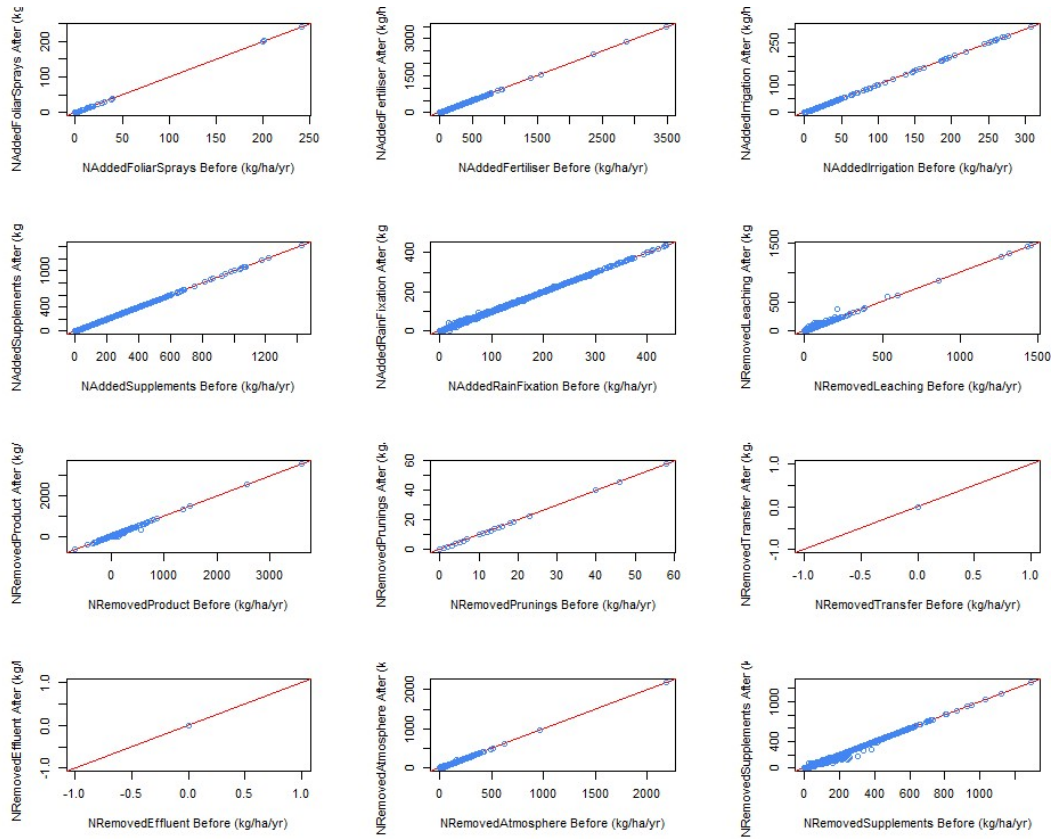 NAddedFoliarSprays After (kg
0 100 200
0 50 100 150 200 250
NAddedFoliarSprays Before (kg/ha/yr)
NAddedFertiliser After (kg/h
0 1500 3000
0 500 1000 1500 2000 2500 3000 3500
NAddedFertiliser Before (kg/ha/yr)
NAddedIrrigation After (kg/h
0 100 250
0 50 100 150 200 250 300
NAddedIrrigation Before (kg/ha/yr)
NAddedSupplements After (kg
0 400 1000
0 200 400 600 800 1000 1200
NAddedSupplements Before (kg/ha/yr)
NAddedRainFixation After (kg
0 200 400
0 100 200 300 400
NAddedRainFixation Before (kg/ha/yr)
NRemovedLeaching After (kg
0 500 1500
0 500 1000 1500
NRemovedLeaching Before (kg/ha/yr)
NRemovedProduct After (kg/
0 2000
0 1000 2000 3000
NRemovedProduct Before (kg/ha/yr)
NRemovedPrunings After (kg.
0 20 40 60
0 10 20 30 40 50 60
NRemovedPrunings Before (kg/ha/yr)
NRemovedTransfer After (kg.
-1.0 0.0 1.0
-1.0 -0.5 0.0 0.5 1.0
NRemovedTransfer Before (kg/ha/yr)
NRemovedEffluent After (kg/l
-1.0 0.0 1.0
-1.0 -0.5 0.0 0.5 1.0
NRemovedEffluent Before (kg/ha/yr)
NRemovedAtmosphere After (k
0 1000 2000
0 500 1000 1500 2000
NRemovedAtmosphere Before (kg/ha/yr)
NRemovedSupplements After (k
0 400 1000
0 200 400 600 800 1000
NRemovedSupplements Before (kg/ha/yr)